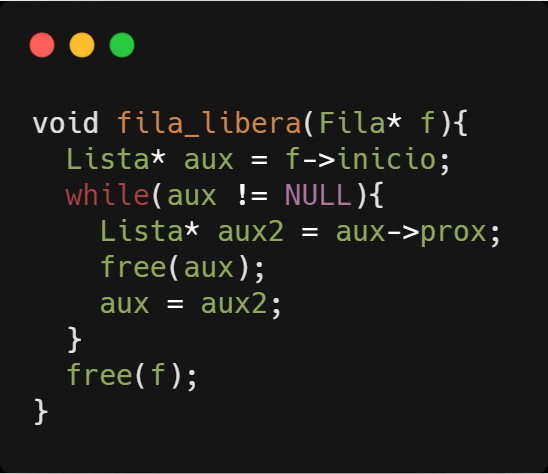 void fila_libera(Fila* f){
  Lista* aux = f->inicio;
  while(aux != NULL){
    Lista* aux2 = aux->prox;
    free(aux);
    aux = aux2;
  }
  free(f);
}